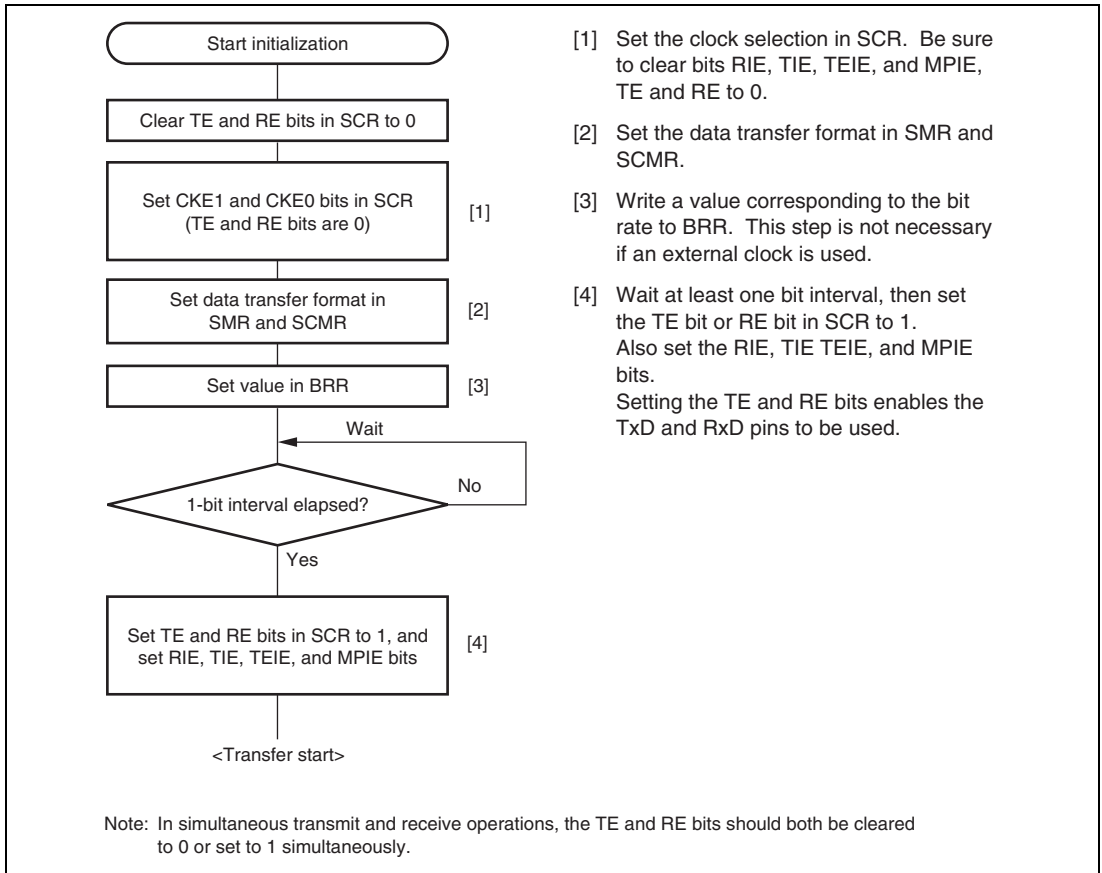 Start initialization
Clear TE and RE bits in SCR to 0
Set CKE1 and CKE0 bits in SCR
(TE and RE bits are 0)
[1]
Set data transfer format in
SMR and SCMR
[2]
Set value in BRR
[3]
Wait
No
1-bit interval elapsed?
Yes
Set TE and RE bits in SCR to 1, and
set RIE, TIE, TEIE, and MPIE bits
[4]
<Transfer start>
[1] Set the clock selection in SCR. Be sure
to clear bits RIE, TIE, TEIE, and MPIE,
TE and RE to 0.
[2] Set the data transfer format in SMR and
SCMR.
[3] Write a value corresponding to the bit
rate to BRR. This step is not necessary
if an external clock is used.
[4] Wait at least one bit interval, then set
the TE bit or RE bit in SCR to 1.
Also set the RIE, TIE TEIE, and MPIE
bits.
Setting the TE and RE bits enables the
TxD and RxD pins to be used.
Note: In simultaneous transmit and receive operations, the TE and RE bits should both be cleared
to 0 or set to 1 simultaneously.